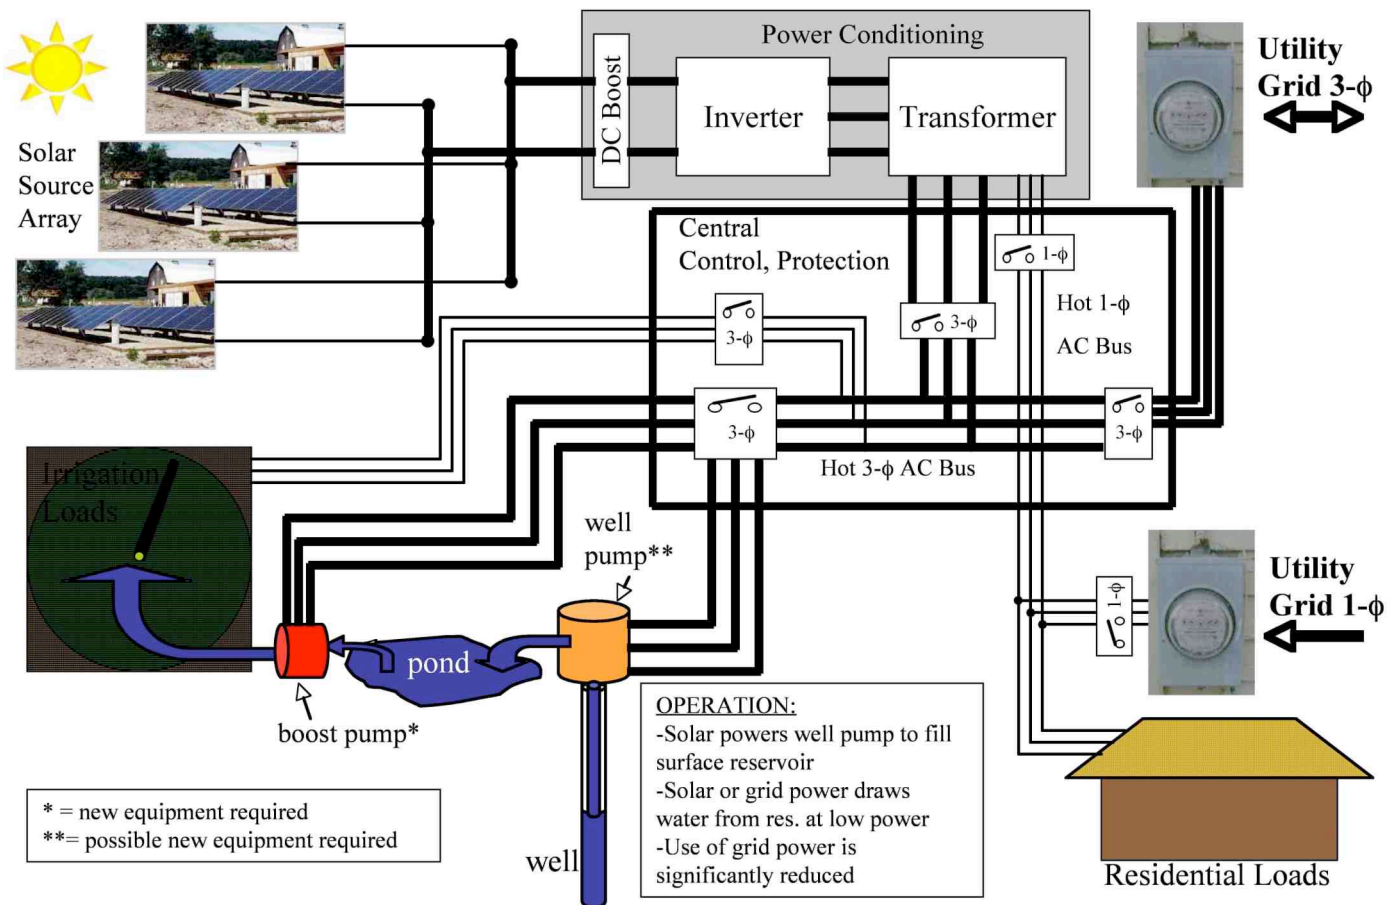 Power Conditioning
Utility
Grid 3-ϕ
DC Boost
Inverter
Transformer
Solar
Source
Array
Central
Control, Protection
1-ϕ
Hot 1-ϕ
AC Bus
3-ϕ
3-ϕ
3-ϕ
3-ϕ
Hot 3-ϕ AC Bus
Irrigation
Loads
well
pump**
1-ϕ
Utility
Grid 1-ϕ
pond
boost pump*
OPERATION:
-Solar powers well pump to fill
surface reservoir
-Solar or grid power draws
water from res. at low power
-Use of grid power is
significantly reduced
* = new equipment required
**= possible new equipment required
well
Residential Loads